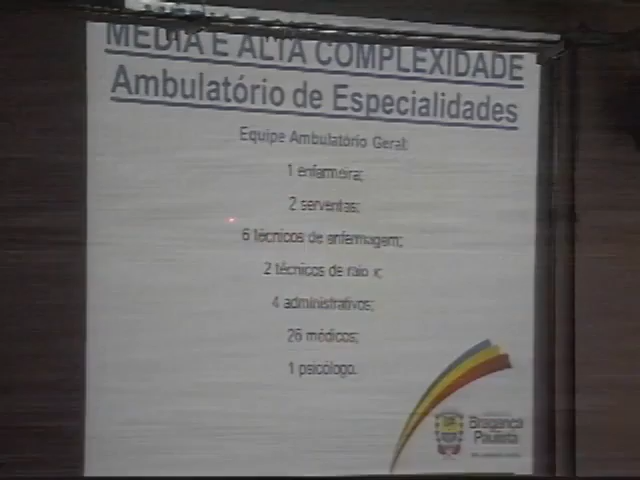 MÉDIA E ALTA COMPLEXIDADE
Ambulatório de Especialidades
Equipe Ambulatório Geral:
1 enfermeira;
2 serventes;
6 técnicos de enfermagem;
2 técnicos de raio x;
4 administrativos;
26 médicos;
1 psicólogo.
Bragança
Paulista